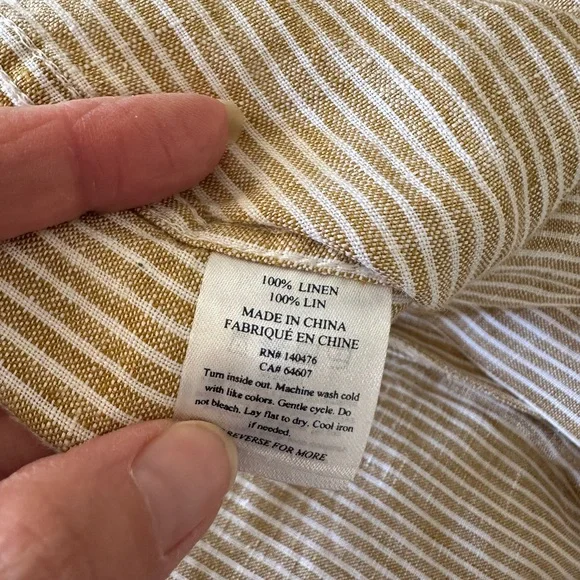 100% LINEN
100% LIN
MADE IN CHINA
FABRIQUÉ EN CHINE
RN# 140476
CA# 64607
Turn inside out. Machine wash cold
with like colors. Gentle cycle. Do
not bleach. Lay flat to dry. Cool iron
if needed.
REVERSE FOR MORE